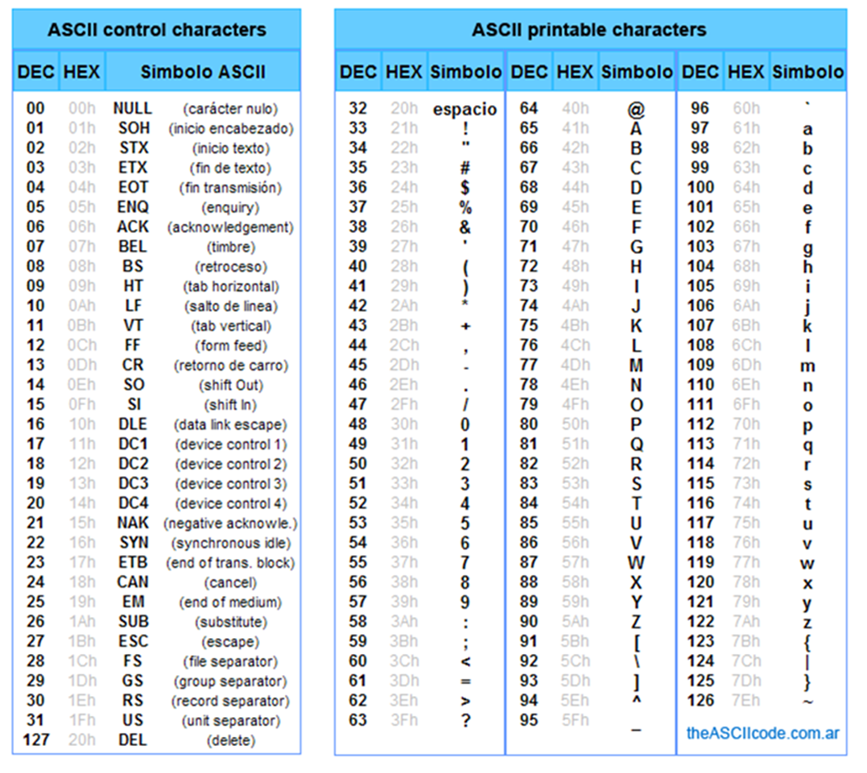 ASCII control characters
DEC HEX Simbolo ASCII
00 00h NULL (carácter nulo)
01 01h SOH (inicio encabezado)
02 02h STX (inicio texto)
03 03h ETX (fin de texto)
04 04h EOT (fin transmisión)
05 05h ENQ (enquiry)
06 06h ACK (acknowledgement)
07 07h BEL (timbre)
08 08h BS (retroceso)
09 09h HT (tab horizontal)
10 0Ah LF (salto de linea)
11 0Bh VT (tab vertical)
12 0Ch FF (form feed)
13 0Dh CR (retorno de carro)
14 0Eh SO (shift Out)
15 0Fh SI (shift In)
16 10h DLE (data link escape)
17 11h DC1 (device control 1)
18 12h DC2 (device control 2)
19 13h DC3 (device control 3)
20 14h DC4 (device control 4)
21 15h NAK (negative acknowle.)
22 16h SYN (synchronous idle)
23 17h ETB (end of trans. block)
24 18h CAN (cancel)
25 19h EM (end of medium)
26 1Ah SUB (substitute)
27 1Bh ESC (escape)
28 1Ch FS (file separator)
29 1Dh GS (group separator)
30 1Eh RS (record separator)
31 1Fh US (unit separator)
127 20h DEL (delete)
ASCII printable characters
DEC HEX Simbolo DEC HEX Simbolo DEC HEX Simbolo
32 20h espacio 64 40h @ 96 60h `
33 21h ! 65 41h A 97 61h a
34 22h " 66 42h B 98 62h b
35 23h # 67 43h C 99 63h c
36 24h $ 68 44h D 100 64h d
37 25h % 69 45h E 101 65h e
38 26h & 70 46h F 102 66h f
39 27h ' 71 47h G 103 67h g
40 28h ( 72 48h H 104 68h h
41 29h ) 73 49h I 105 69h i
42 2Ah * 74 4Ah J 106 6Ah j
43 2Bh + 75 4Bh K 107 6Bh k
44 2Ch , 76 4Ch L 108 6Ch l
45 2Dh - 77 4Dh M 109 6Dh m
46 2Eh . 78 4Eh N 110 6Eh n
47 2Fh / 79 4Fh O 111 6Fh o
48 30h 0 80 50h P 112 70h p
49 31h 1 81 51h Q 113 71h q
50 32h 2 82 52h R 114 72h r
51 33h 3 83 53h S 115 73h s
52 34h 4 84 54h T 116 74h t
53 35h 5 85 55h U 117 75h u
54 36h 6 86 56h V 118 76h v
55 37h 7 87 57h W 119 77h w
56 38h 8 88 58h X 120 78h x
57 39h 9 89 59h Y 121 79h y
58 3Ah : 90 5Ah Z 122 7Ah z
59 3Bh ; 91 5Bh [ 123 7Bh {
60 3Ch < 92 5Ch \ 124 7Ch |
61 3Dh = 93 5Dh ] 125 7Dh }
62 3Eh > 94 5Eh ^ 126 7Eh ~
63 3Fh ? 95 5Fh _
theASCIIcode.com.ar